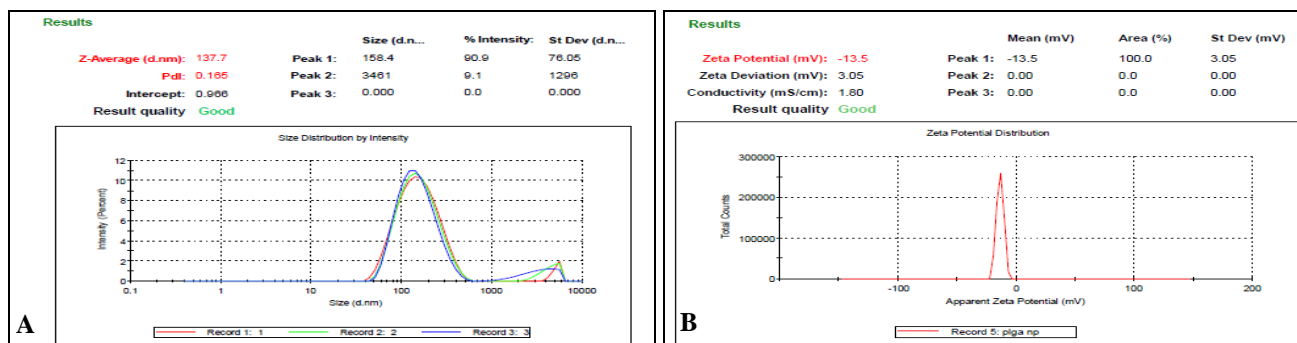 Results
Size (d.n... % Intensity: St Dev (d.n...
Z-Average (d.nm): 137.7 Peak 1: 158.4 90.9 76.05
PdI: 0.165 Peak 2: 3461 9.1 1296
Intercept: 0.966 Peak 3: 0.000 0.0 0.000
Result quality Good
Size Distribution by Intensity
Intensity (Percent)
12
10
8
6
4
2
0
0.1 1 10 100 1000 10000
Size (d.nm)
Record 1: 1 Record 2: 2 Record 3: 3
A
Results
Mean (mV) Area (%) St Dev (mV)
Zeta Potential (mV): -13.5 Peak 1: -13.5 100.0 3.05
Zeta Deviation (mV): 3.05 Peak 2: 0.00 0.0 0.00
Conductivity (mS/cm): 1.80 Peak 3: 0.00 0.0 0.00
Result quality Good
Zeta Potential Distribution
Total Counts
300000
200000
100000
0
-100 0 100 200
Apparent Zeta Potential (mV)
Record 5: plga np
B